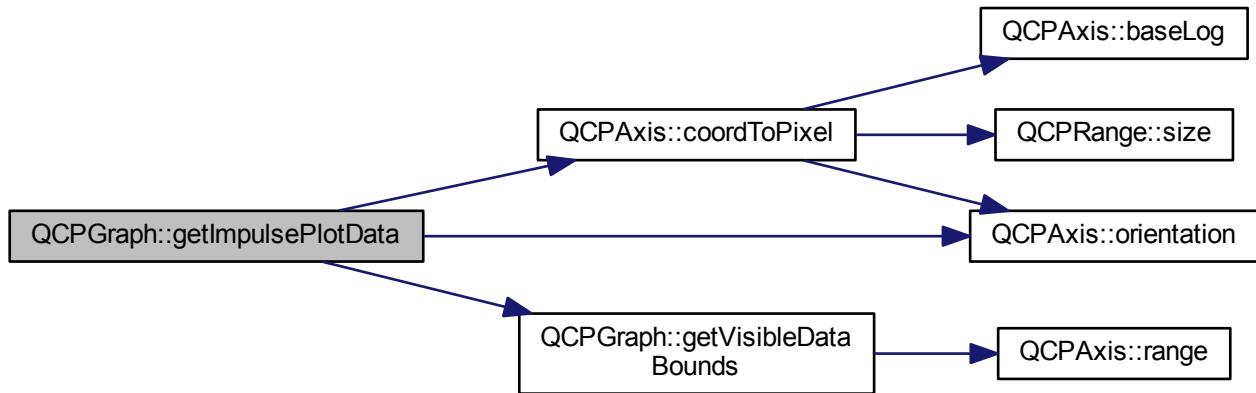 QCPAxis::baseLog
QCPAxis::coordToPixel
QCPRange::size
QCPGraph::getImpulsePlotData
QCPAxis::orientation
QCPGraph::getVisibleData
Bounds
QCPAxis::range